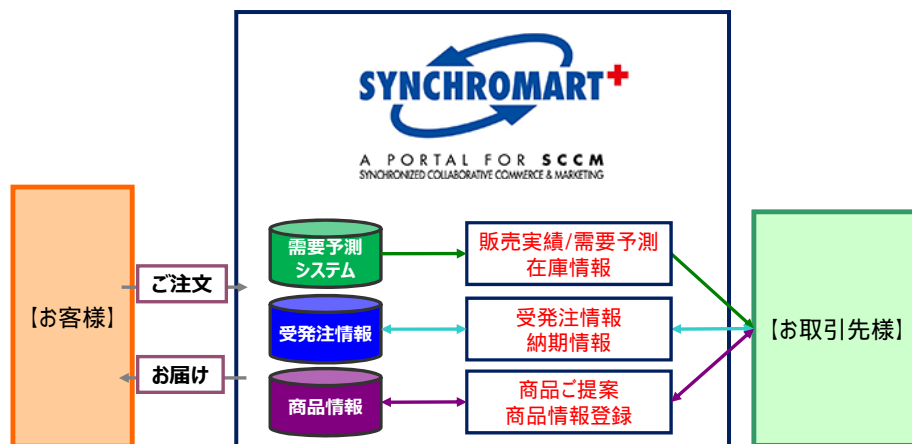 SYNCHROMART+
A PORTAL FOR SCCM
SYNCHRONIZED COLLABORATIVE COMMERCE & MARKETING
【お客様】
ご注文
お届け
需要予測
システム
販売実績/需要予測
在庫情報
受発注情報
受発注情報
納期情報
商品情報
商品ご提案
商品情報登録
【お取引先様】